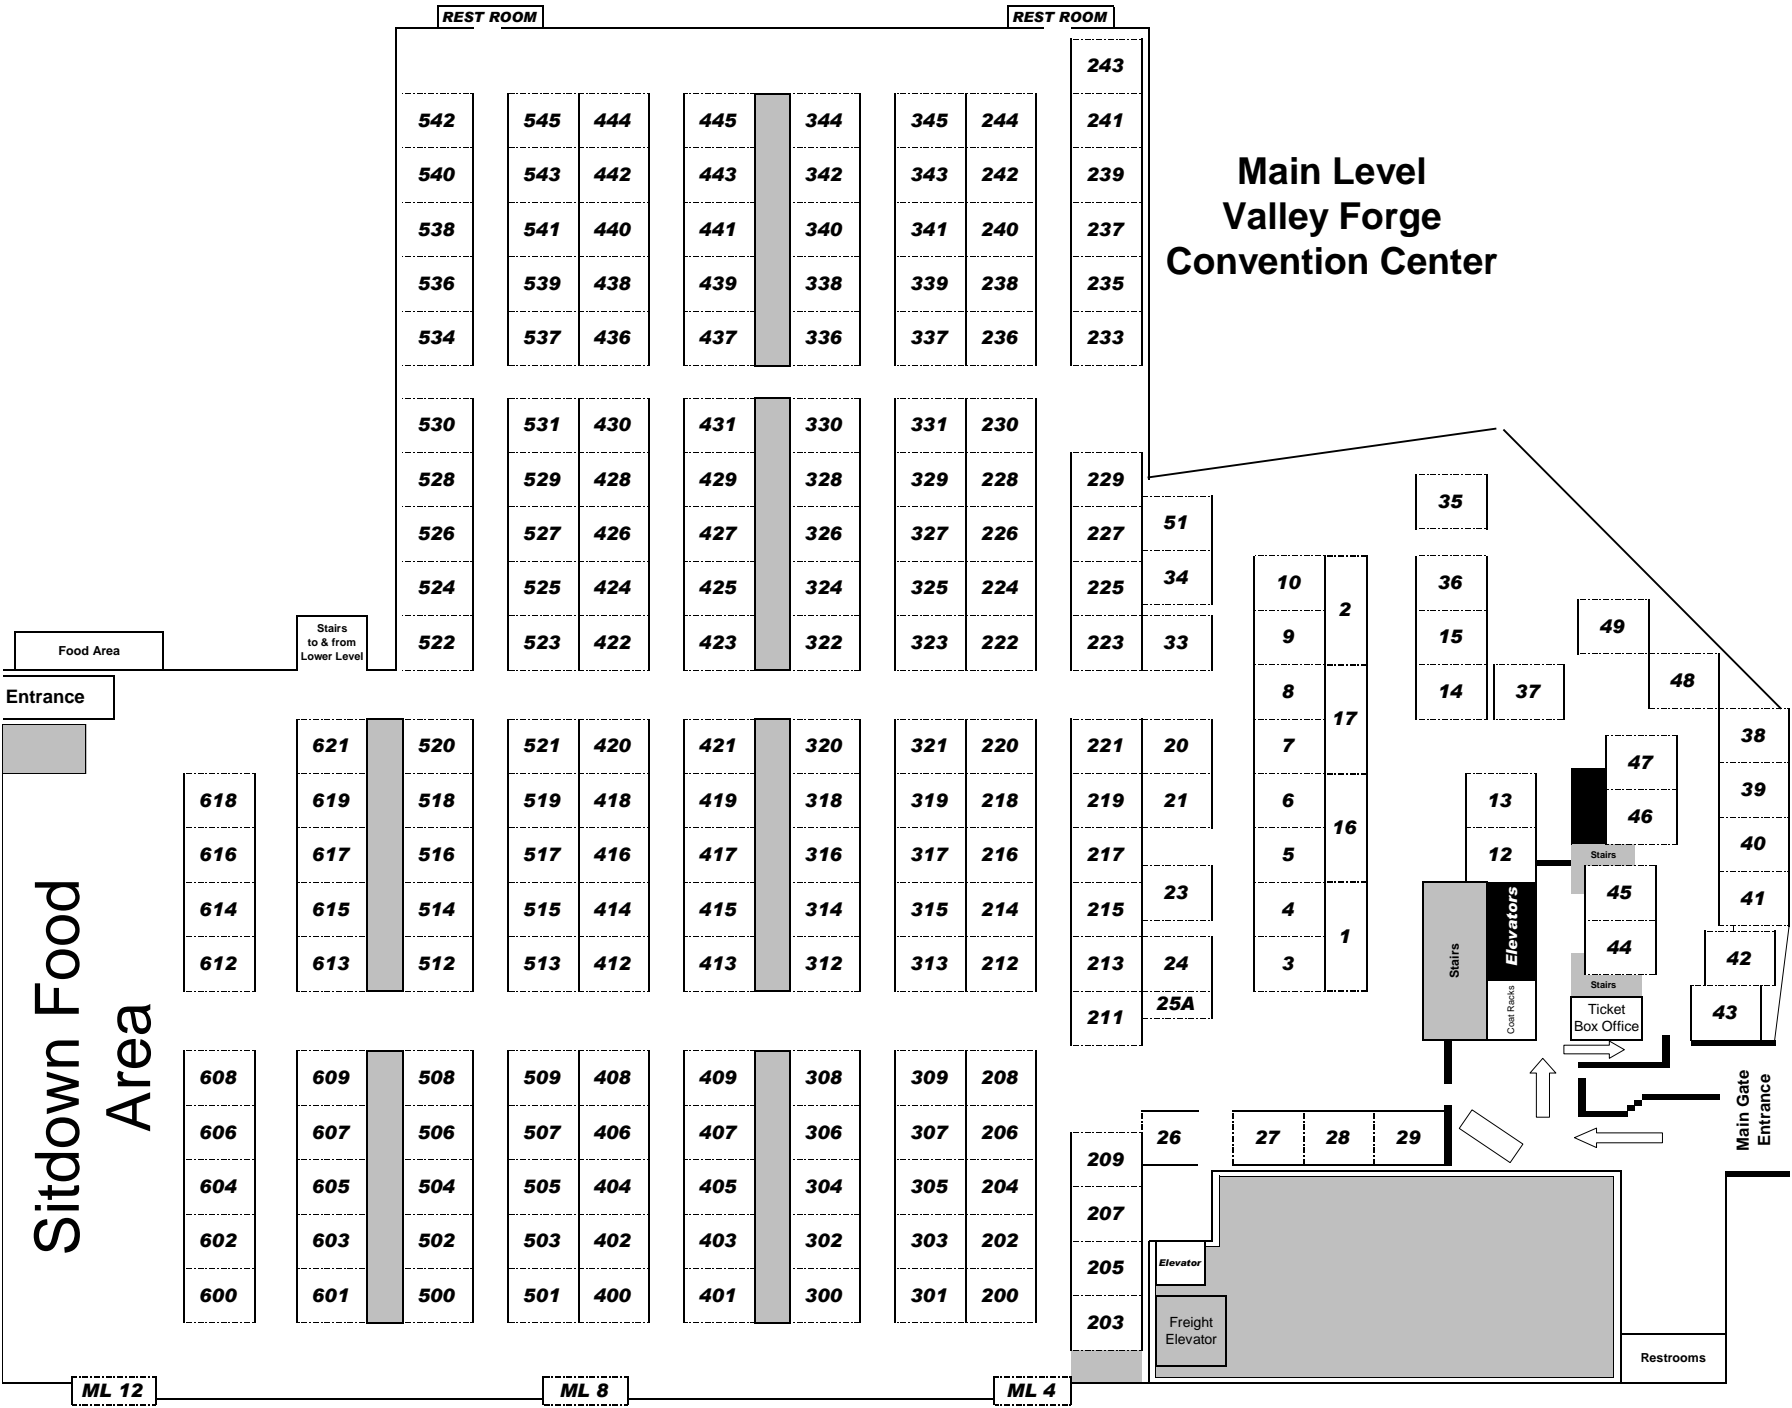 REST ROOM REST ROOM
243
542 545 444 445 344 345 244 241
Main Level
540 543 442 443 342 343 242 239
Valley Forge
538 541 440 441 340 341 240 237
Convention Center
536 539 438 439 338 339 238 235
534 537 436 437 336 337 236 233
530 531 430 431 330 331 230
528 529 428 429 328 329 228 229
35
51
526 527 426 427 326 327 226 227
34 10 36
524 525 424 425 324 325 224 225
2
49
Stairs
to & from
Lower Level
Food Area
522 523 422 423 322 323 222 223 33 9 15
48
Entrance
8 14 37
17
38
621 520 521 420 421 320 321 220 221 20 7
47
39
618 619 518 519 418 419 318 319 218 219 21 6 13
46
16
40
616 617 516 517 416 417 316 317 216 217 5 12
Stairs
23 45
41
614 615 514 515 414 415 314 315 214 215 4
Elevators
1
44
Stairs
42
612 613 512 513 412 413 312 313 212 213 24 3
Stairs
25A
Coat Racks
Ticket
Box Office
43
211
Sitdown Food
Area
608 609 508 509 408 409 308 309 208
Main Gate
Entrance
606 607 506 507 406 407 306 307 206
26 27 28 29
209
604 605 504 505 404 405 304 305 204
207
602 603 502 503 402 403 302 303 202
205
Elevator
600 601 500 501 400 401 300 301 200
203
Freight
Elevator
Restrooms
ML 12 ML 8 ML 4